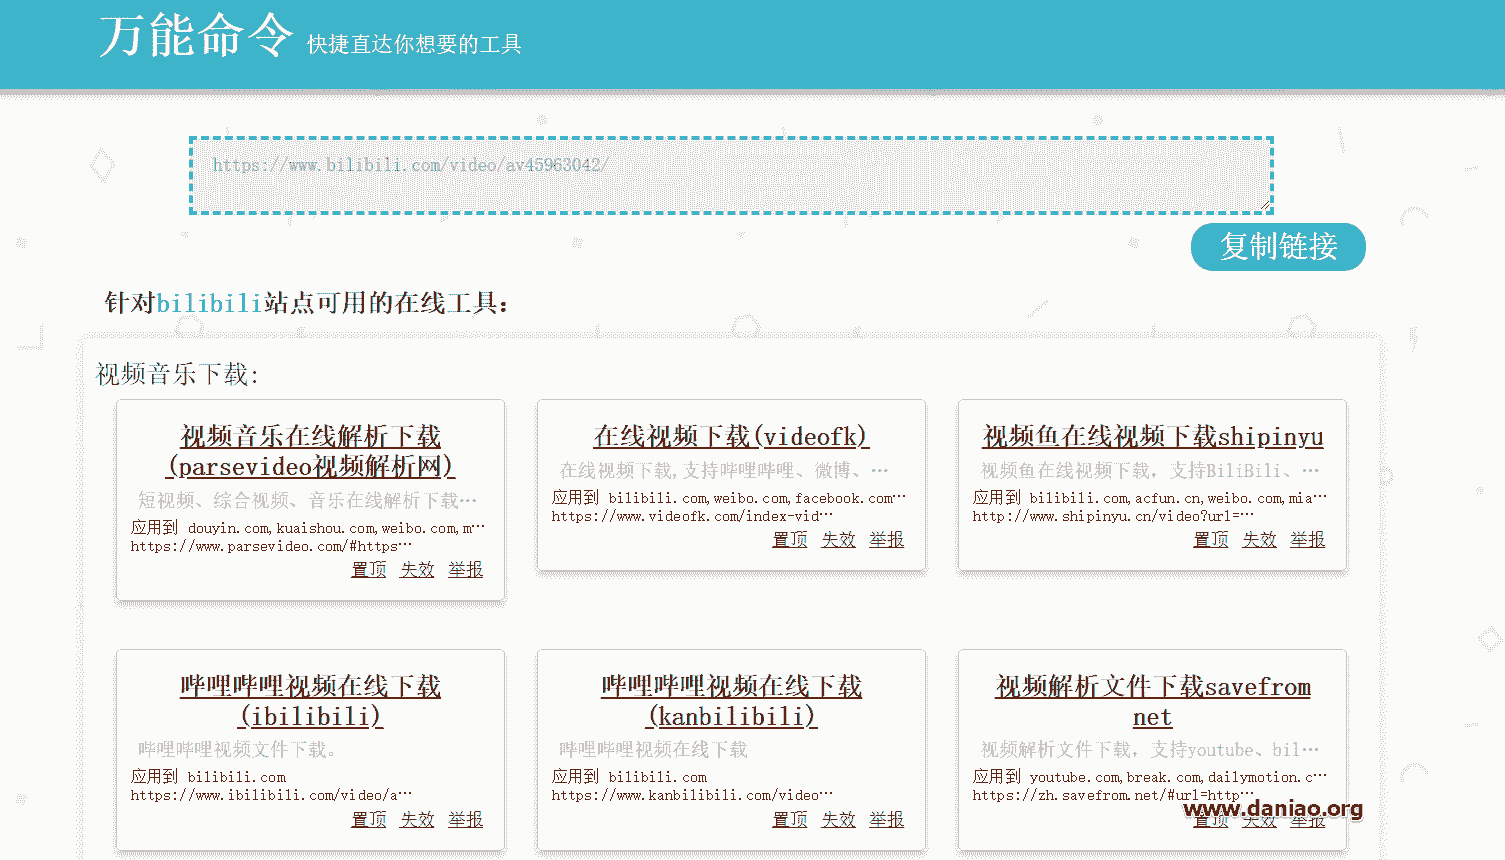 万能命令 快捷直达你想要的工具
https://www.bilibili.com/video/av45963042/
复制链接
针对bilibili站点可用的在线工具：
视频音乐下载:
视频音乐在线解析下载
(parsevideo视频解析网)
短视频、综合视频、音乐在线解析下载…
应用到 douyin.com,kuaishou.com,weibo.com,m…
https://www.parsevideo.com/#https…
置顶 失效 举报
在线视频下载(videofk)
在线视频下载,支持哔哩哔哩、微博、…
应用到 bilibili.com,weibo.com,facebook.com…
https://www.videofk.com/index-vid…
置顶 失效 举报
视频鱼在线视频下载shipinyu
视频鱼在线视频下载，支持BiliBili、…
应用到 bilibili.com,acfun.cn,weibo.com,mia…
http://www.shipinyu.cn/video?url=…
置顶 失效 举报
哔哩哔哩视频在线下载
(ibilibili)
哔哩哔哩视频文件下载。
应用到 bilibili.com
https://www.ibilibili.com/video/a…
置顶 失效 举报
哔哩哔哩视频在线下载
(kanbilibili)
哔哩哔哩视频在线下载
应用到 bilibili.com
https://www.kanbilibili.com/video…
置顶 失效 举报
视频解析文件下载savefrom
net
视频解析文件下载，支持youtube、bil…
应用到 youtube.com,break.com,dailymotion.c…
https://zh.savefrom.net/#url=http…
www.daniao.org
置顶 失效 举报